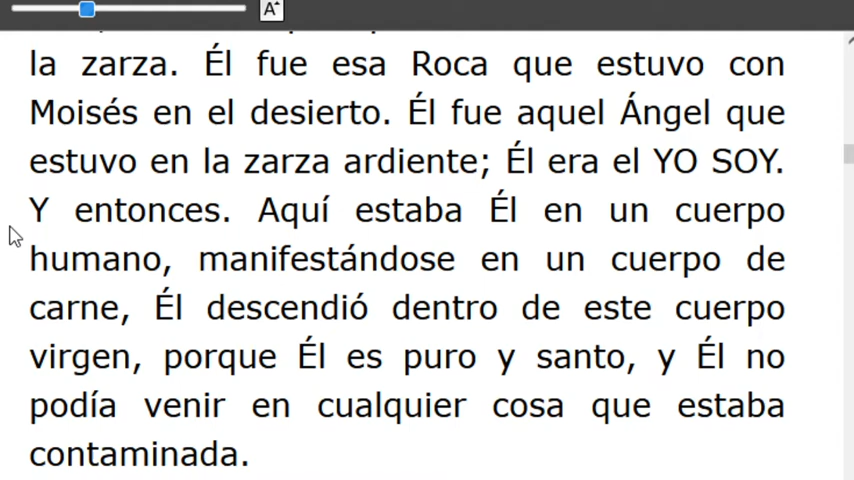 A
la zarza. Él fue esa Roca que estuvo con
Moisés en el desierto. Él fue aquel Ángel que
estuvo en la zarza ardiente; Él era el YO SOY.
Y entonces. Aquí estaba Él en un cuerpo
humano, manifestándose en un cuerpo de
carne, Él descendió dentro de este cuerpo
virgen, porque Él es puro y santo, y Él no
podía venir en cualquier cosa que estaba
contaminada.